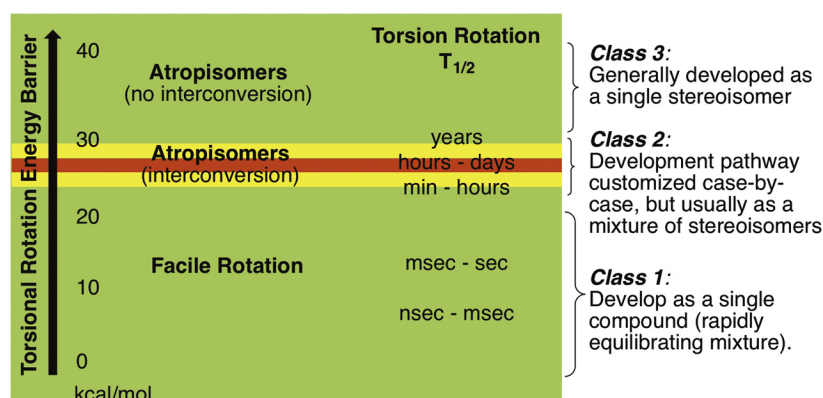 Torsional Rotation Energy Barrier
40
30
20
10
0
kcal/mol
Atropisomers
(no interconversion)
Atropisomers
(interconversion)
Facile Rotation
Torsion Rotation
T1/2
years
hours - days
min - hours
msec - sec
nsec - msec
Class 3:
Generally developed as
a single stereoisomer
Class 2:
Development pathway
customized case-by-
case, but usually as a
mixture of stereoisomers
Class 1:
Develop as a single
compound (rapidly
equilibrating mixture).